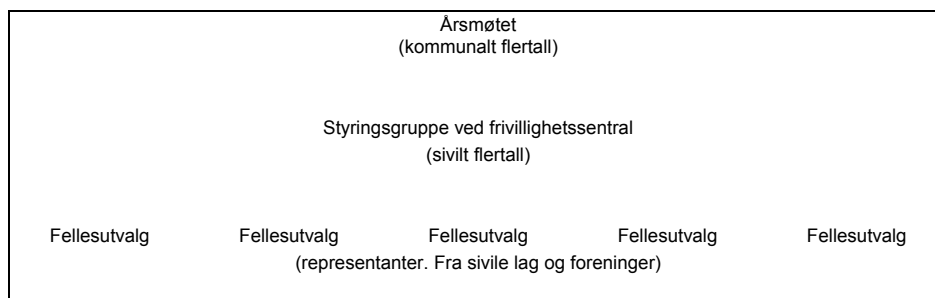 Årsmøtet
(kommunalt flertall)
Styringsgruppe ved frivillighetssentral
(sivilt flertall)
Fellesutvalg Fellesutvalg Fellesutvalg Fellesutvalg Fellesutvalg
(representanter. Fra sivile lag og foreninger)